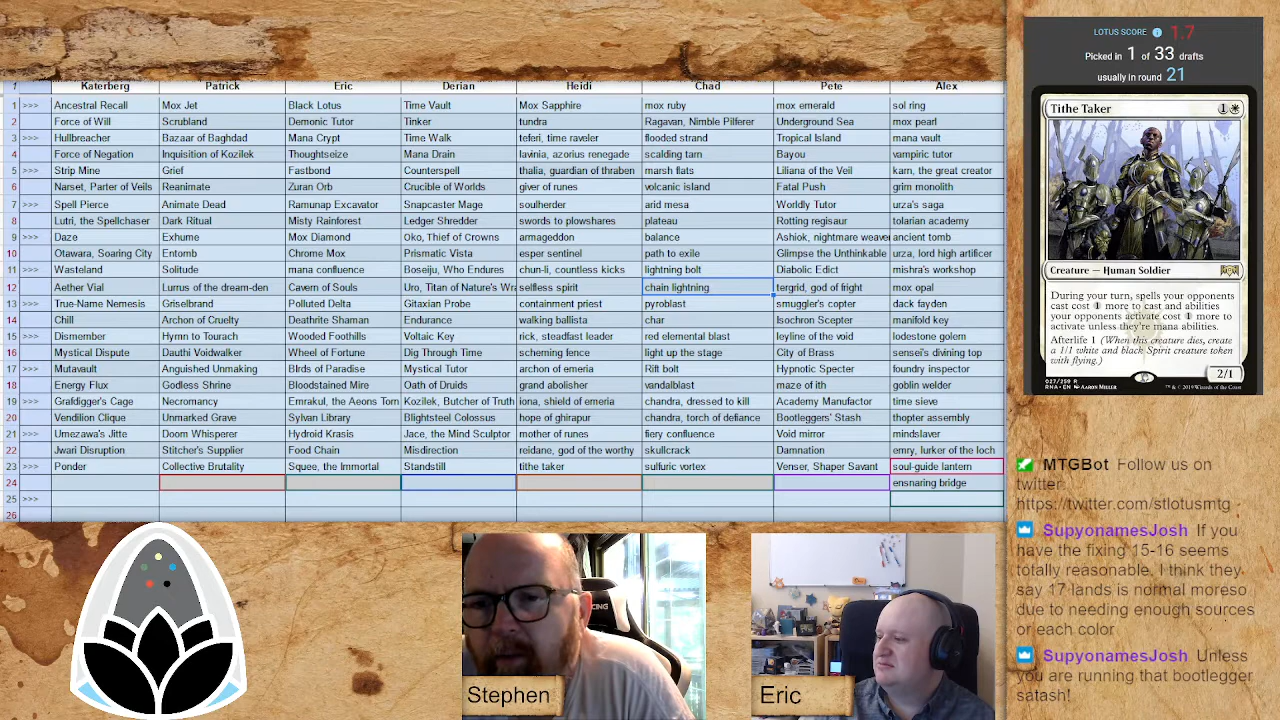 1 Katerberg Patrick Eric Derian Heidi Chad Pete Alex
1 >>> Ancestral Recall Mox Jet Black Lotus Time Vault Mox Sapphire mox ruby mox emerald sol ring
2 Force of Will Scrubland Demonic Tutor Tinker tundra Ragavan, Nimble Pilferer Underground Sea mox pearl
3 >>> Hullbreacher Bazaar of Baghdad Mana Crypt Time Walk teferi, time raveler flooded strand Tropical Island mana vault
4 Force of Negation Inquisition of Kozilek Thoughtseize Mana Drain lavinia, azorius renegade scalding tarn Bayou vampiric tutor
5 >>> Strip Mine Grief Fastbond Counterspell thalia, guardian of thraben marsh flats Liliana of the Veil karn, the great creator
6 Narset, Parter of Veils Reanimate Zuran Orb Crucible of Worlds giver of runes volcanic island Fatal Push grim monolith
7 >>> Spell Pierce Animate Dead Ramunap Excavator Snapcaster Mage soulherder arid mesa Worldly Tutor urza's saga
8 Lutri, the Spellchaser Dark Ritual Misty Rainforest Ledger Shredder swords to plowshares plateau Rotting regisaur tolarian academy
9 >>> Daze Exhume Mox Diamond Oko, Thief of Crowns armageddon balance Ashiok, nightmare weaver ancient tomb
10 Otawara, Soaring City Entomb Chrome Mox Prismatic Vista esper sentinel path to exile Glimpse the Unthinkable urza, lord high artificer
11 >>> Wasteland Solitude mana confluence Boseiju, Who Endures chun-li, countless kicks lightning bolt Diabolic Edict mishra's workshop
12 Aether Vial Lurrus of the dream-den Cavern of Souls Uro, Titan of Nature's Wra selfless spirit chain lightning tergrid, god of fright mox opal
13 >>> True-Name Nemesis Griselbrand Polluted Delta Gitaxian Probe containment priest pyroblast smuggler's copter dack fayden
14 Chill Archon of Cruelty Deathrite Shaman Endurance walking ballista char Isochron Scepter manifold key
15 >>> Dismember Hymn to Tourach Wooded Foothills Voltaic Key rick, steadfast leader red elemental blast leyline of the void lodestone golem
16 Mystical Dispute Dauthi Voidwalker Wheel of Fortune Dig Through Time scheming fence light up the stage City of Brass sensei's divining top
17 >>> Mutavault Anguished Unmaking BIrds of Paradise Mystical Tutor archon of emeria Rift bolt Hypnotic Specter foundry inspector
18 Energy Flux Godless Shrine Bloodstained Mire Oath of Druids grand abolisher vandalblast maze of ith goblin welder
19 >>> Grafdigger's Cage Necromancy Emrakul, the Aeons Torn Kozilek, Butcher of Truth iona, shield of emeria chandra, dressed to kill Academy Manufactor time sieve
20 Vendilion Clique Unmarked Grave Sylvan Library Blightsteel Colossus hope of ghirapur chandra, torch of defiance Bootleggers' Stash thopter assembly
21 >>> Umezawa's Jitte Doom Whisperer Hydroid Krasis Jace, the Mind Sculptor mother of runes fiery confluence Void mirror mindslaver
22 Jwari Disruption Stitcher's Supplier Food Chain Misdirection reidane, god of the worthy skullcrack Damnation emry, lurker of the loch
23 >>> Ponder Collective Brutality Squee, the Immortal Standstill tithe taker sulfuric vortex Venser, Shaper Savant soul-guide lantern
24 ensnaring bridge
25 >>>
26
LOTUS SCORE i 1.7
Picked in 1 of 33 drafts
usually in round 21
Tithe Taker 1
Creature — Human Soldier
During your turn, spells your opponents
cast cost 1 more to cast and abilities
your opponents activate cost 1 more to
activate unless they're mana abilities.
Afterlife 1 (When this creature dies, create
a 1/1 white and black Spirit creature token
with flying.)
2/1
027/259 R
RNA • EN AARON MILLER ™ & © 2019 Wizards of the Coast
MTGBot Follow us on
twitter:
https://twitter.com/stlotusmtg
SupyonamesJosh If you
have the fixing 15-16 seems
totally reasonable. I think they
say 17 lands is normal moreso
due to needing enough sources
or each color
SupyonamesJosh Unless
you are running that bootlegger
satash!
CING
Stephen
Eric